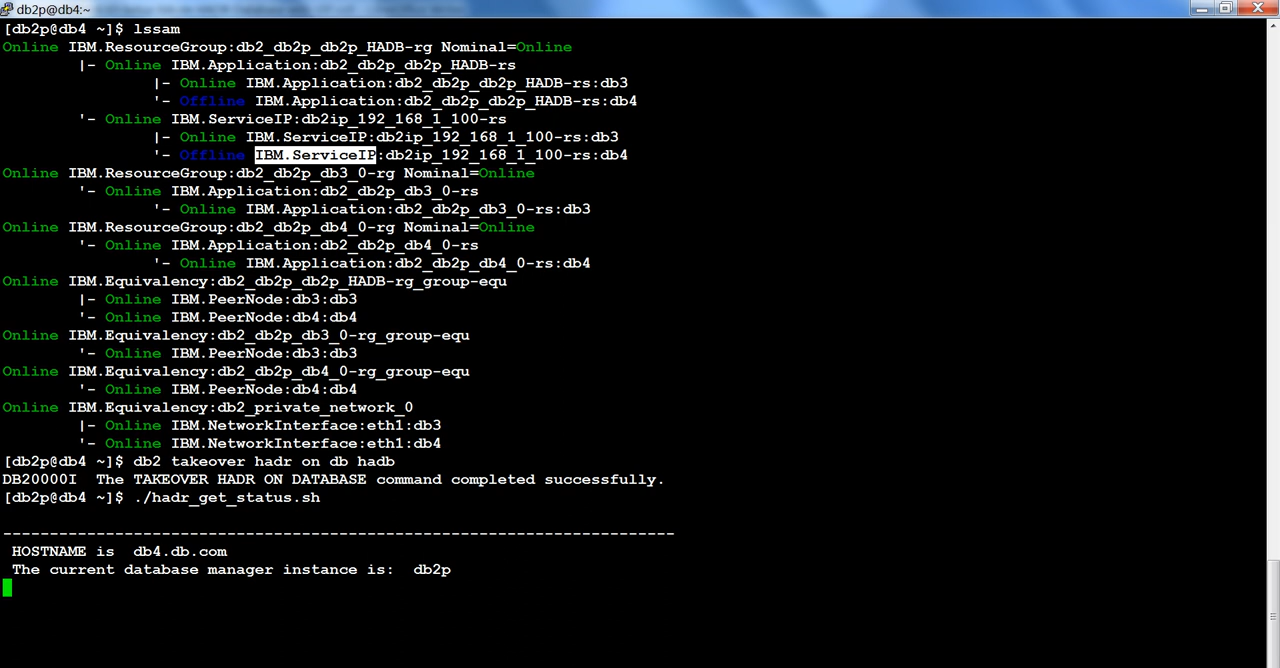 db2p@db4:~
[db2p@db4 ~]$ lssam
Online IBM.ResourceGroup:db2_db2p_db2p_HADB-rg Nominal=Online
        |- Online IBM.Application:db2_db2p_db2p_HADB-rs
                |- Online IBM.Application:db2_db2p_db2p_HADB-rs:db3
                '- Offline IBM.Application:db2_db2p_db2p_HADB-rs:db4
        '- Online IBM.ServiceIP:db2ip_192_168_1_100-rs
                |- Online IBM.ServiceIP:db2ip_192_168_1_100-rs:db3
                '- Offline IBM.ServiceIP:db2ip_192_168_1_100-rs:db4
Online IBM.ResourceGroup:db2_db2p_db3_0-rg Nominal=Online
        '- Online IBM.Application:db2_db2p_db3_0-rs
                '- Online IBM.Application:db2_db2p_db3_0-rs:db3
Online IBM.ResourceGroup:db2_db2p_db4_0-rg Nominal=Online
        '- Online IBM.Application:db2_db2p_db4_0-rs
                '- Online IBM.Application:db2_db2p_db4_0-rs:db4
Online IBM.Equivalency:db2_db2p_db2p_HADB-rg_group-equ
        |- Online IBM.PeerNode:db3:db3
        '- Online IBM.PeerNode:db4:db4
Online IBM.Equivalency:db2_db2p_db3_0-rg_group-equ
        '- Online IBM.PeerNode:db3:db3
Online IBM.Equivalency:db2_db2p_db4_0-rg_group-equ
        '- Online IBM.PeerNode:db4:db4
Online IBM.Equivalency:db2_private_network_0
        |- Online IBM.NetworkInterface:eth1:db3
        '- Online IBM.NetworkInterface:eth1:db4
[db2p@db4 ~]$ db2 takeover hadr on db hadb
DB20000I  The TAKEOVER HADR ON DATABASE command completed successfully.
[db2p@db4 ~]$ ./hadr_get_status.sh
------------------------------------------------------------------------
 HOSTNAME is  db4.db.com
 The current database manager instance is:  db2p